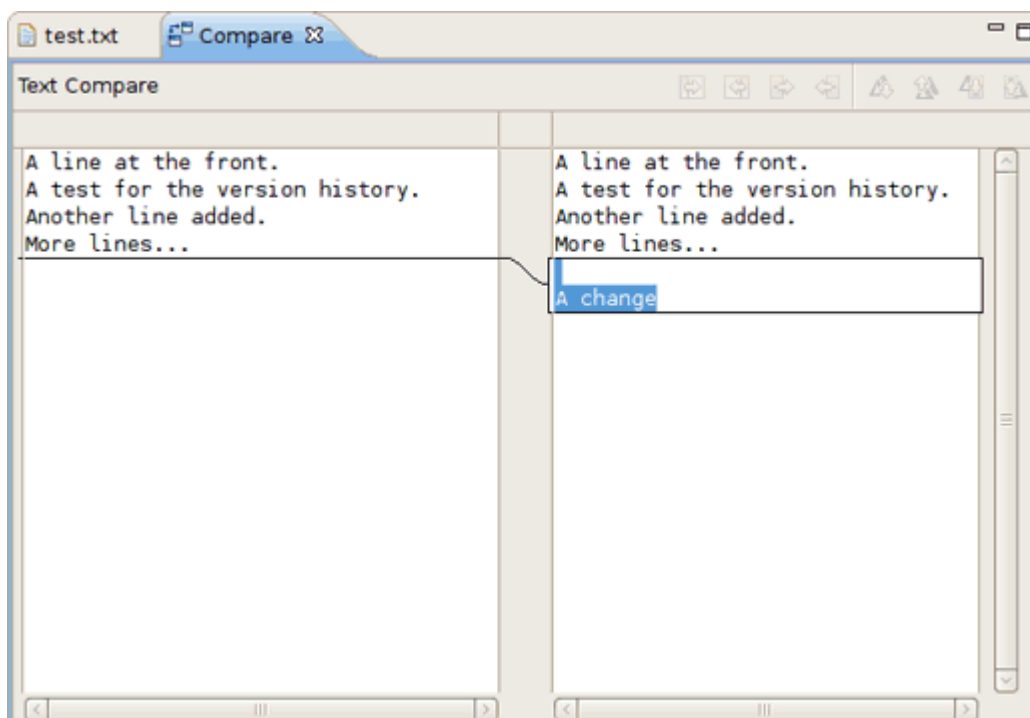 test.txt
Compare
Text Compare
A line at the front.
A test for the version history.
Another line added.
More lines...
A line at the front.
A test for the version history.
Another line added.
More lines...
A change